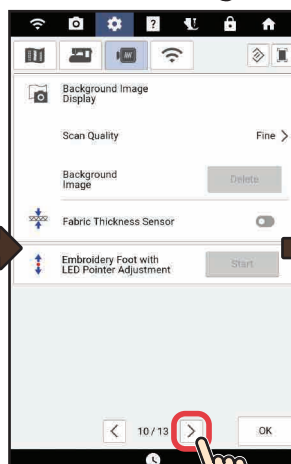 Background Image
Display
Scan Quality
Fine
Background
Image
Delete
Fabric Thickness Sensor
Embroidery Foot with
LED Pointer Adjustment
Start
10/13
OK